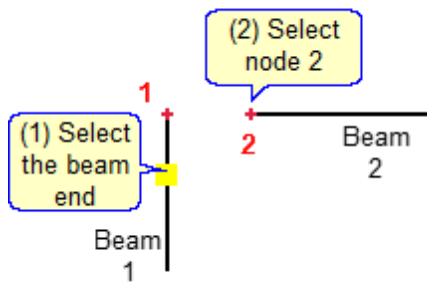 (2) Select
node 2
1
(1) Select
the beam
end
2
Beam
2
Beam
1